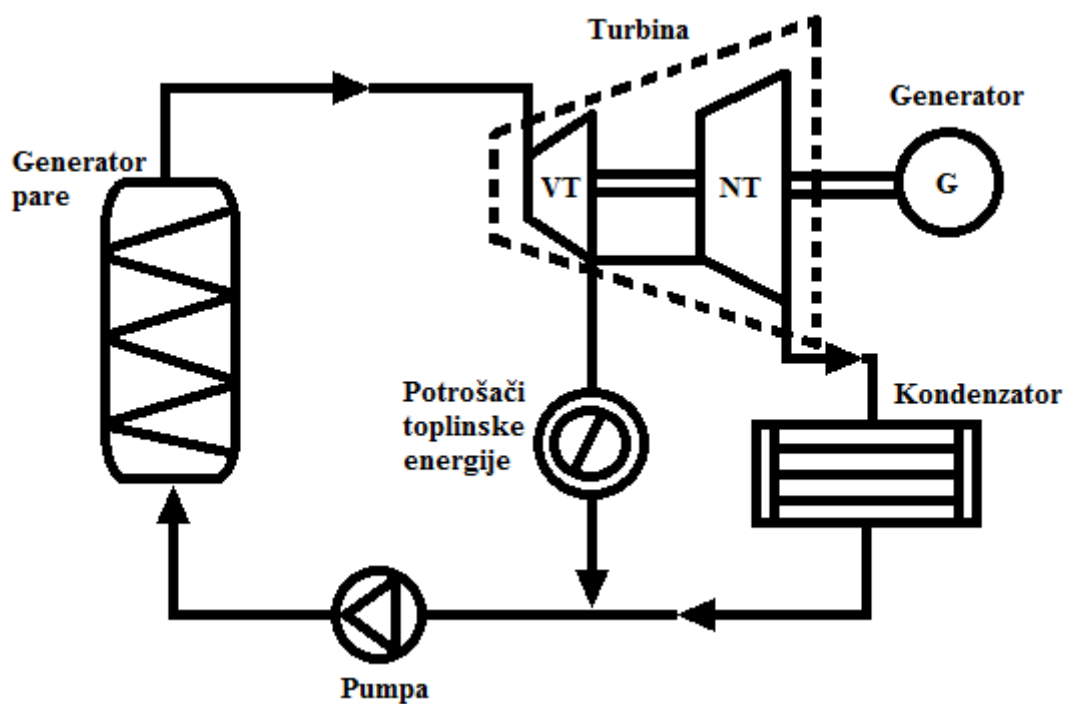 Turbina
Generator
Generator
pare
VT
NT
G
Potrošači
toplinske
energije
Kondenzator
Pumpa